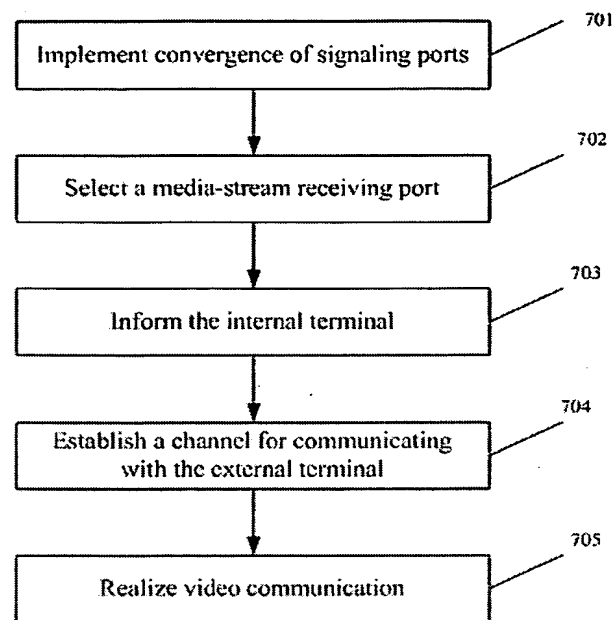 701
Implement convergence of signaling ports
702
Select a media-stream receiving port
703
Inform the internal terminal
704
Establish a channel for communicating
with the external terminal
705
Realize video communication